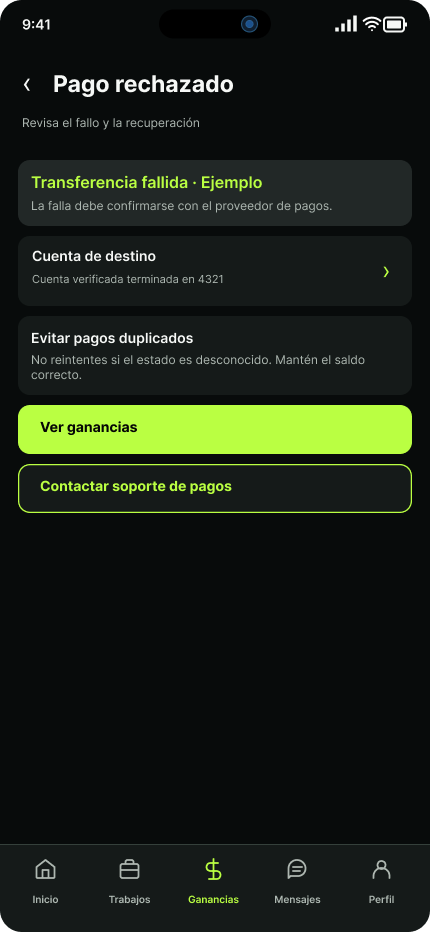 9:41
Pago rechazado
Revisa el fallo y la recuperación
Transferencia fallida · Ejemplo
La falla debe confirmarse con el proveedor de pagos.
Cuenta de destino
Cuenta verificada terminada en 4321
Evitar pagos duplicados
No reintentes si el estado es desconocido. Mantén el saldo
correcto.
Ver ganancias
Contactar soporte de pagos
Inicio
Trabajos
Ganancias
Mensajes
Perfil